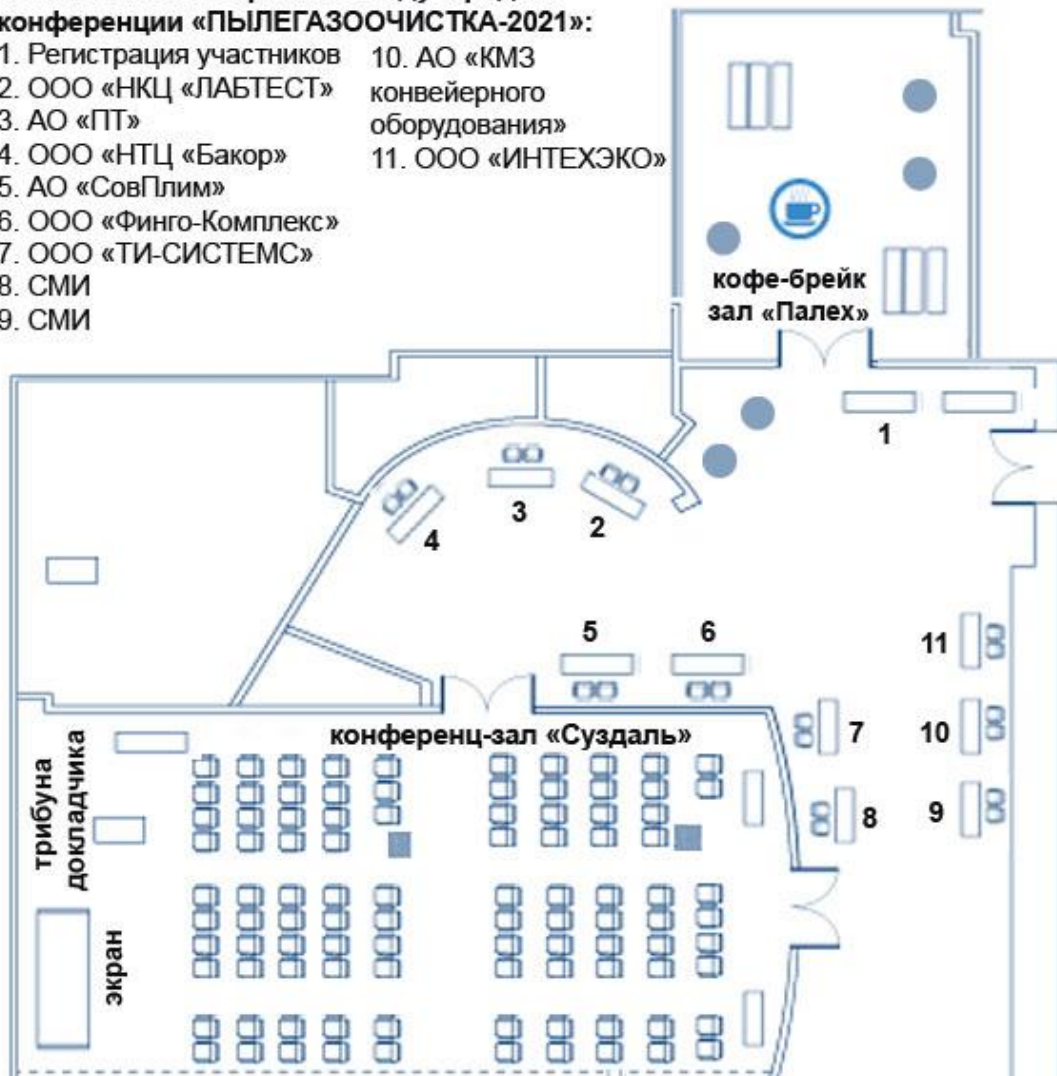 конференции «ПЫЛЕГАЗООЧИСТКА-2021»:
1. Регистрация участников
2. ООО «НКЦ «ЛАБТЕСТ»
3. АО «ПТ»
4. ООО «НТЦ «Бакор»
5. АО «СовПлим»
6. ООО «Финго-Комплекс»
7. ООО «ТИ-СИСТЕМС»
8. СМИ
9. СМИ
10. АО «КМЗ
конвейерного
оборудования»
11. ООО «ИНТЕХЭКО»
кофе-брейк
зал «Палех»
1
2
3
4
5
6
11
7
10
8
9
конференц-зал «Суздаль»
трибуна
докладчика
экран